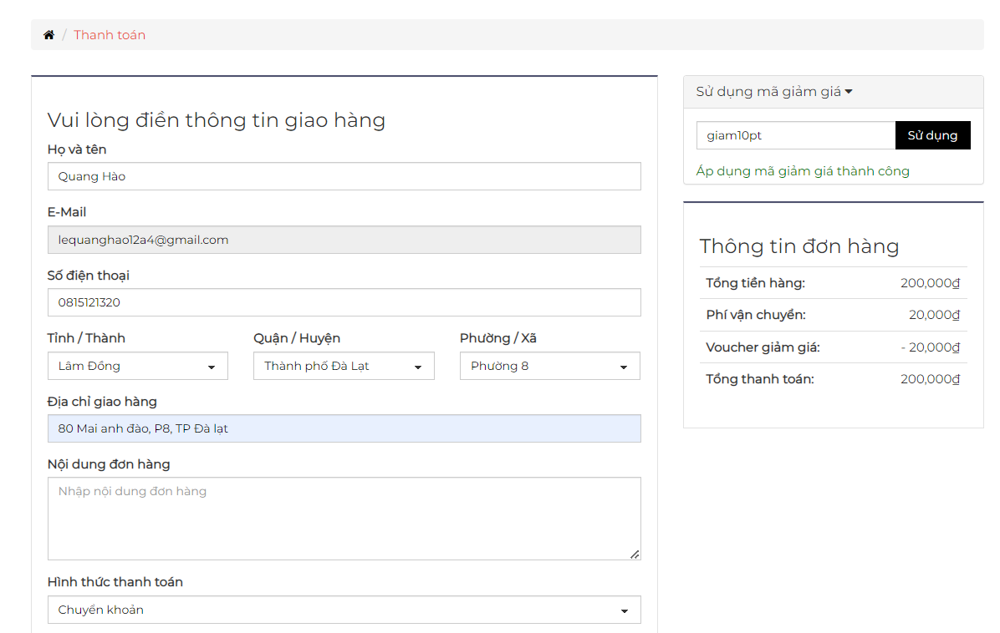 / Thanh toán
Vui lòng điền thông tin giao hàng
Họ và tên
Quang Hào
E-Mail
lequanghao12a4@gmail.com
Số điện thoại
0815121320
Tỉnh / Thành Quận / Huyện Phường / Xã
Lâm Đồng Thành phố Đà Lạt Phường 8
Địa chỉ giao hàng
80 Mai anh đào, P8, TP Đà lạt
Nội dung đơn hàng
Nhập nội dung đơn hàng
Hình thức thanh toán
Chuyển khoản
Sử dụng mã giảm giá
giam10pt Sử dụng
Áp dụng mã giảm giá thành công
Thông tin đơn hàng
Tổng tiền hàng: 200,000₫
Phí vận chuyển: 20,000₫
Voucher giảm giá: - 20,000₫
Tổng thanh toán: 200,000₫